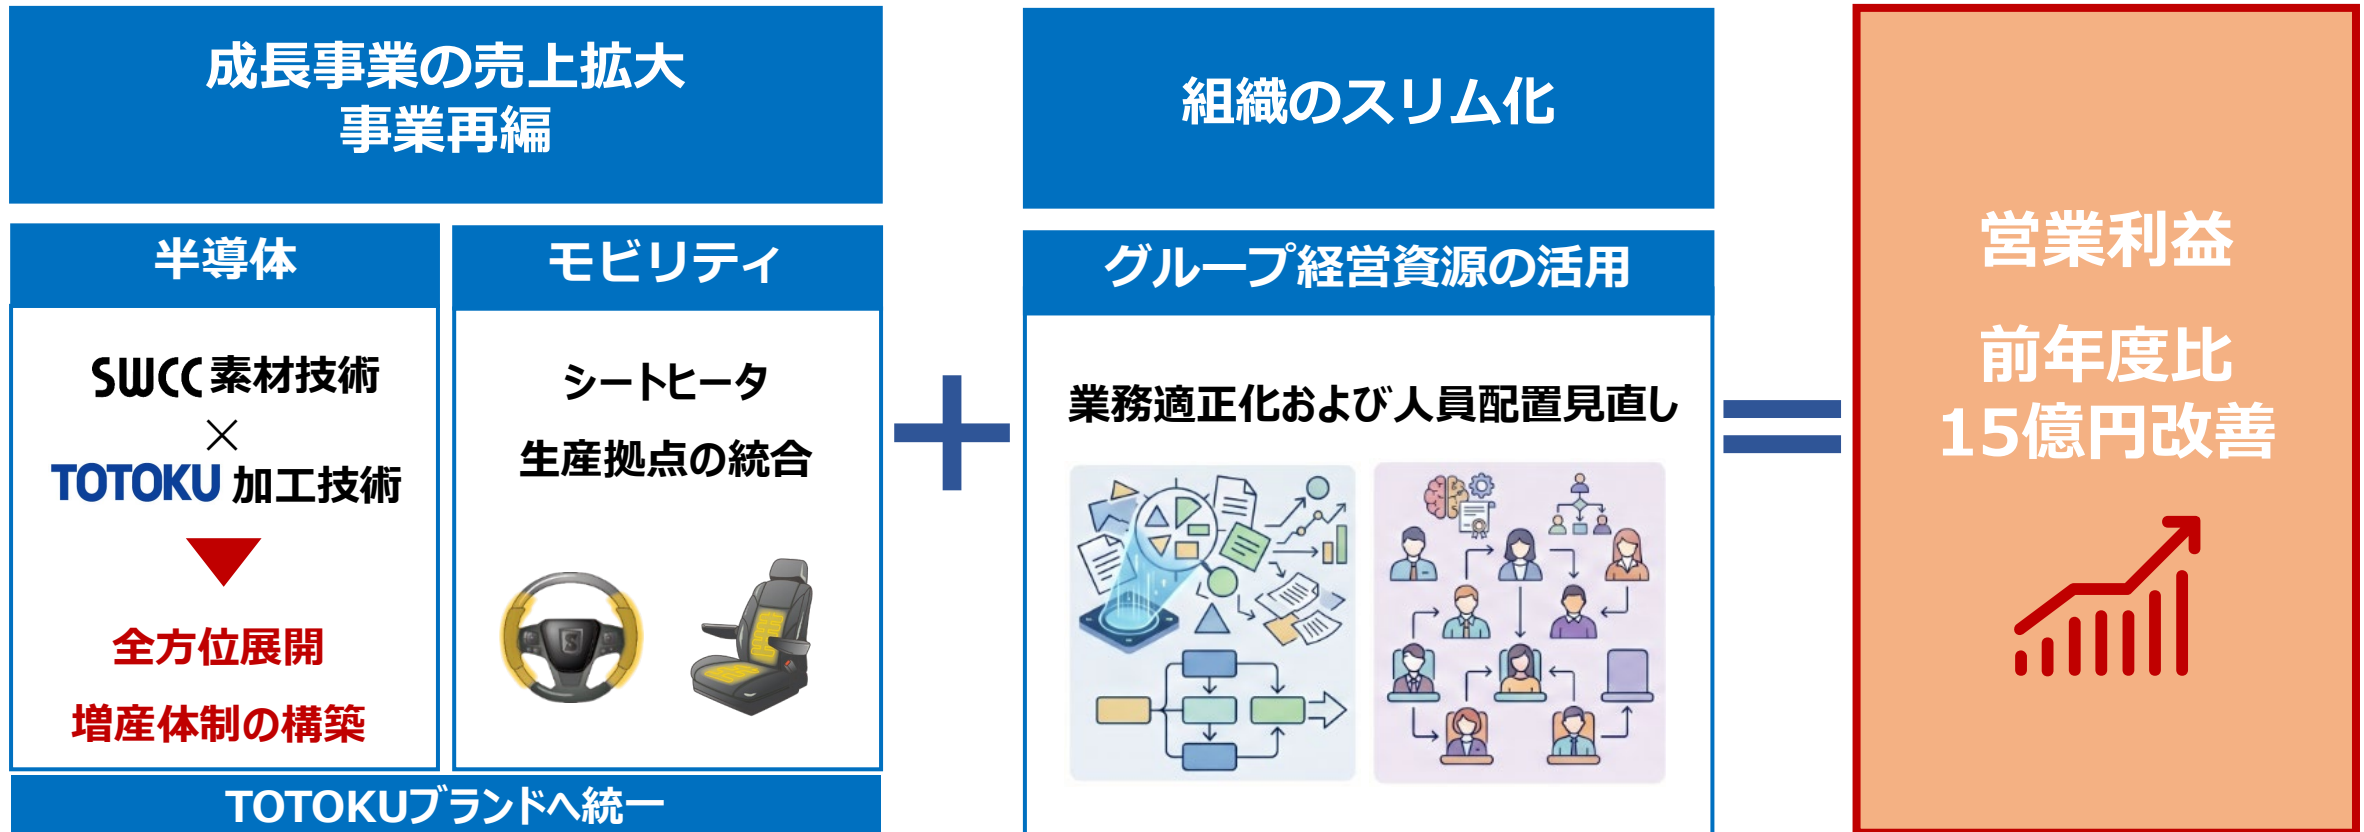 成長事業の売上拡大
事業再編
半導体
SWCC 素材技術
×
TOTOKU 加工技術
全方位展開
増産体制の構築
モビリティ
シートヒータ
生産拠点の統合
TOTOKUブランドへ統一
+
組織のスリム化
グループ経営資源の活用
業務適正化および人員配置見直し
=
営業利益
前年度比
15億円改善